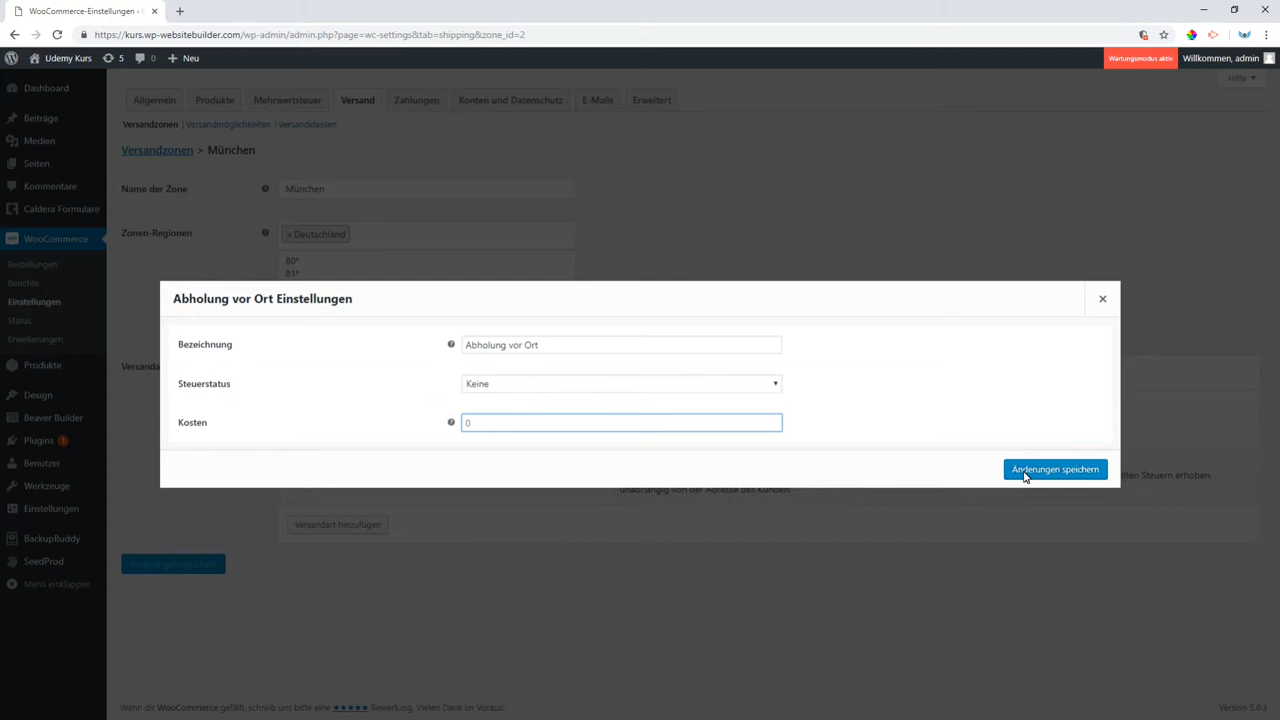 WooCommerce-Einstellungen ‹ U
https://kurs.wp-websitebuilder.com/wp-admin/admin.php?page=wc-settings&tab=shipping&zone_id=2
Udemy Kurs 5 0 Neu Wartungsmodus aktiv Willkommen, admin
Hilfe ▼
Dashboard
Beiträge
Medien
Seiten
Kommentare
Caldera Formulare
WooCommerce
Bestellungen
Berichte
Einstellungen
Status
Erweiterungen
Produkte
Design
Beaver Builder
Plugins 1
Benutzer
Werkzeuge
Einstellungen
BackupBuddy
SeedProd
Menü einklappen
Allgemein Produkte Mehrwertsteuer Versand Zahlungen Konten und Datenschutz E-Mails Erweitert
Versandzonen | Versandmöglichkeiten | Versandklassen
Versandzonen > München
Name der Zone München
Zonen-Regionen × Deutschland
80*
81*
Abholung vor Ort Einstellungen ×
Bezeichnung Abholung vor Ort
Steuerstatus Keine
Kosten 0
Änderungen speichern
lten Steuern erhoben.
unabhängig von der Adresse des Kunden.
Versandart hinzufügen
Änderungen speichern
Wenn dir WooCommerce gefällt, schreib uns bitte eine ★★★★★ Bewertung. Vielen Dank im Voraus!
Version 5.0.3